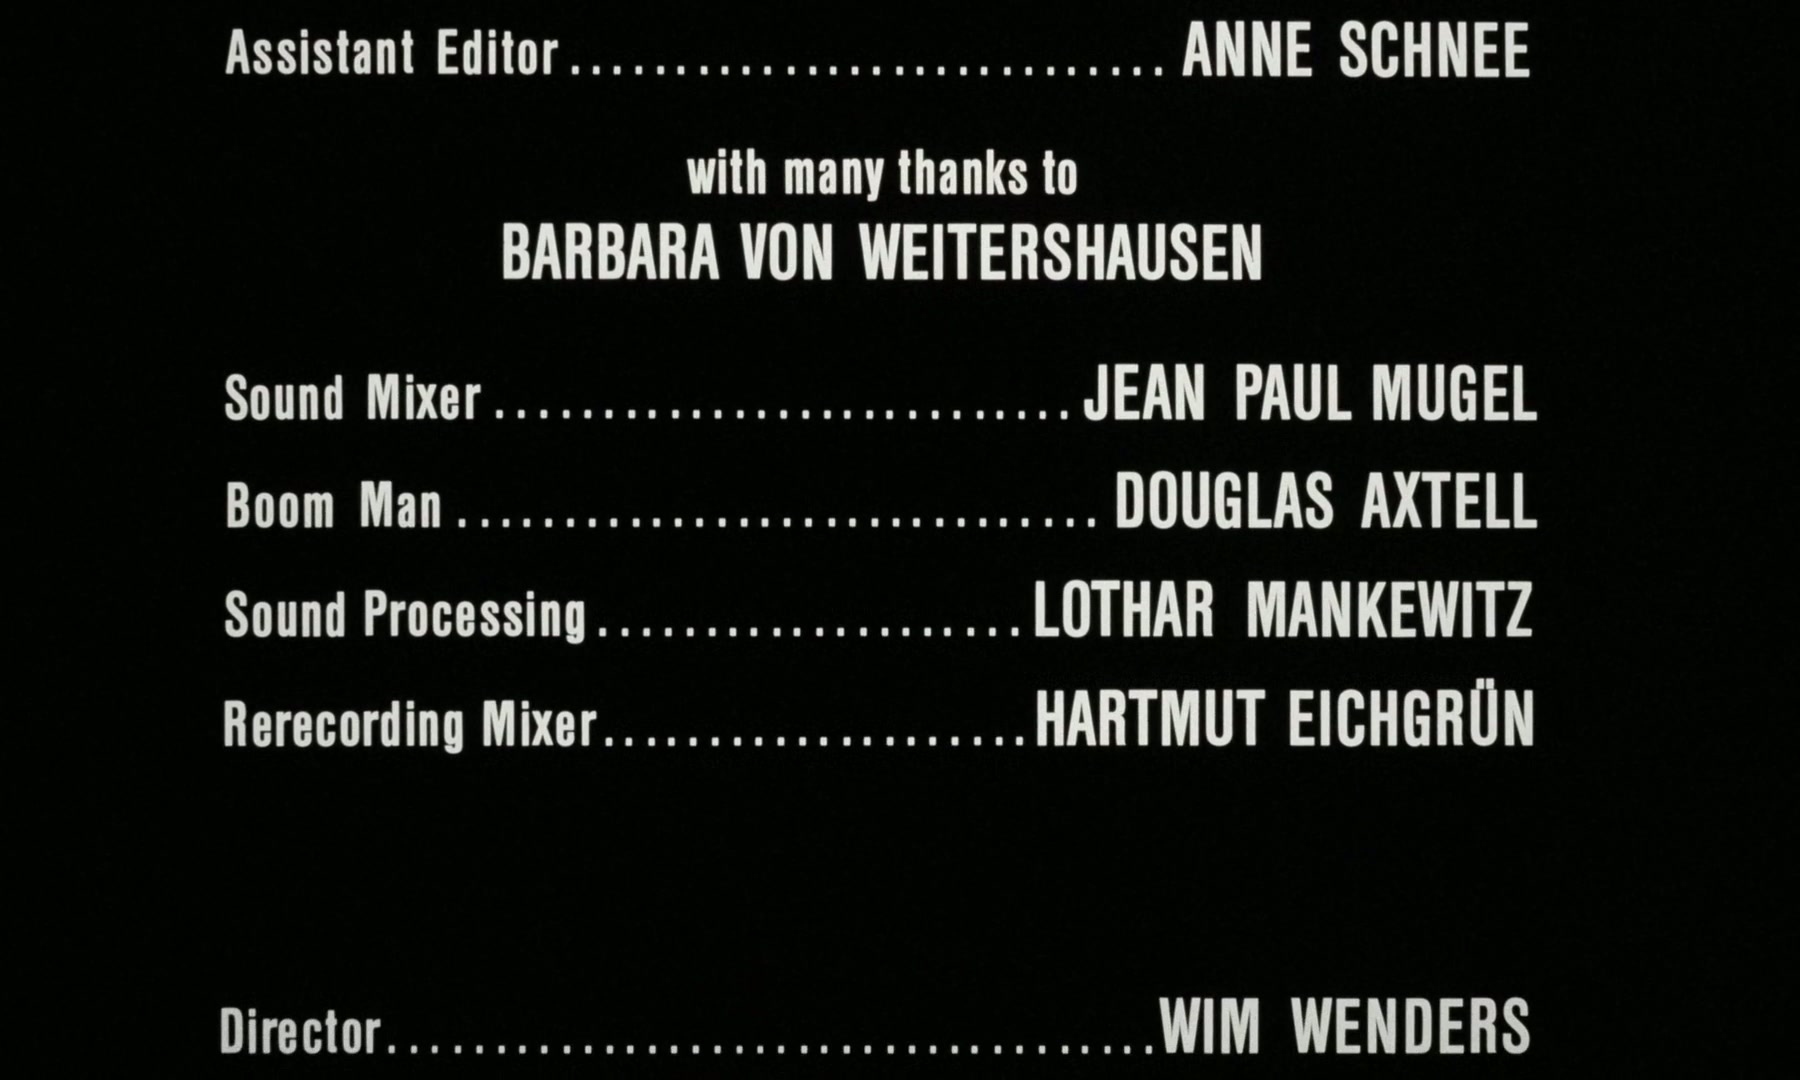 Assistant Editor............................ANNE SCHNEE
with many thanks to
BARBARA VON WEITERSHAUSEN
Sound Mixer...........................JEAN PAUL MUGEL
Boom Man..............................DOUGLAS AXTELL
Sound Processing....................LOTHAR MANKEWITZ
Rerecording Mixer....................HARTMUT EICHGRÜN
Director....................................WIM WENDERS